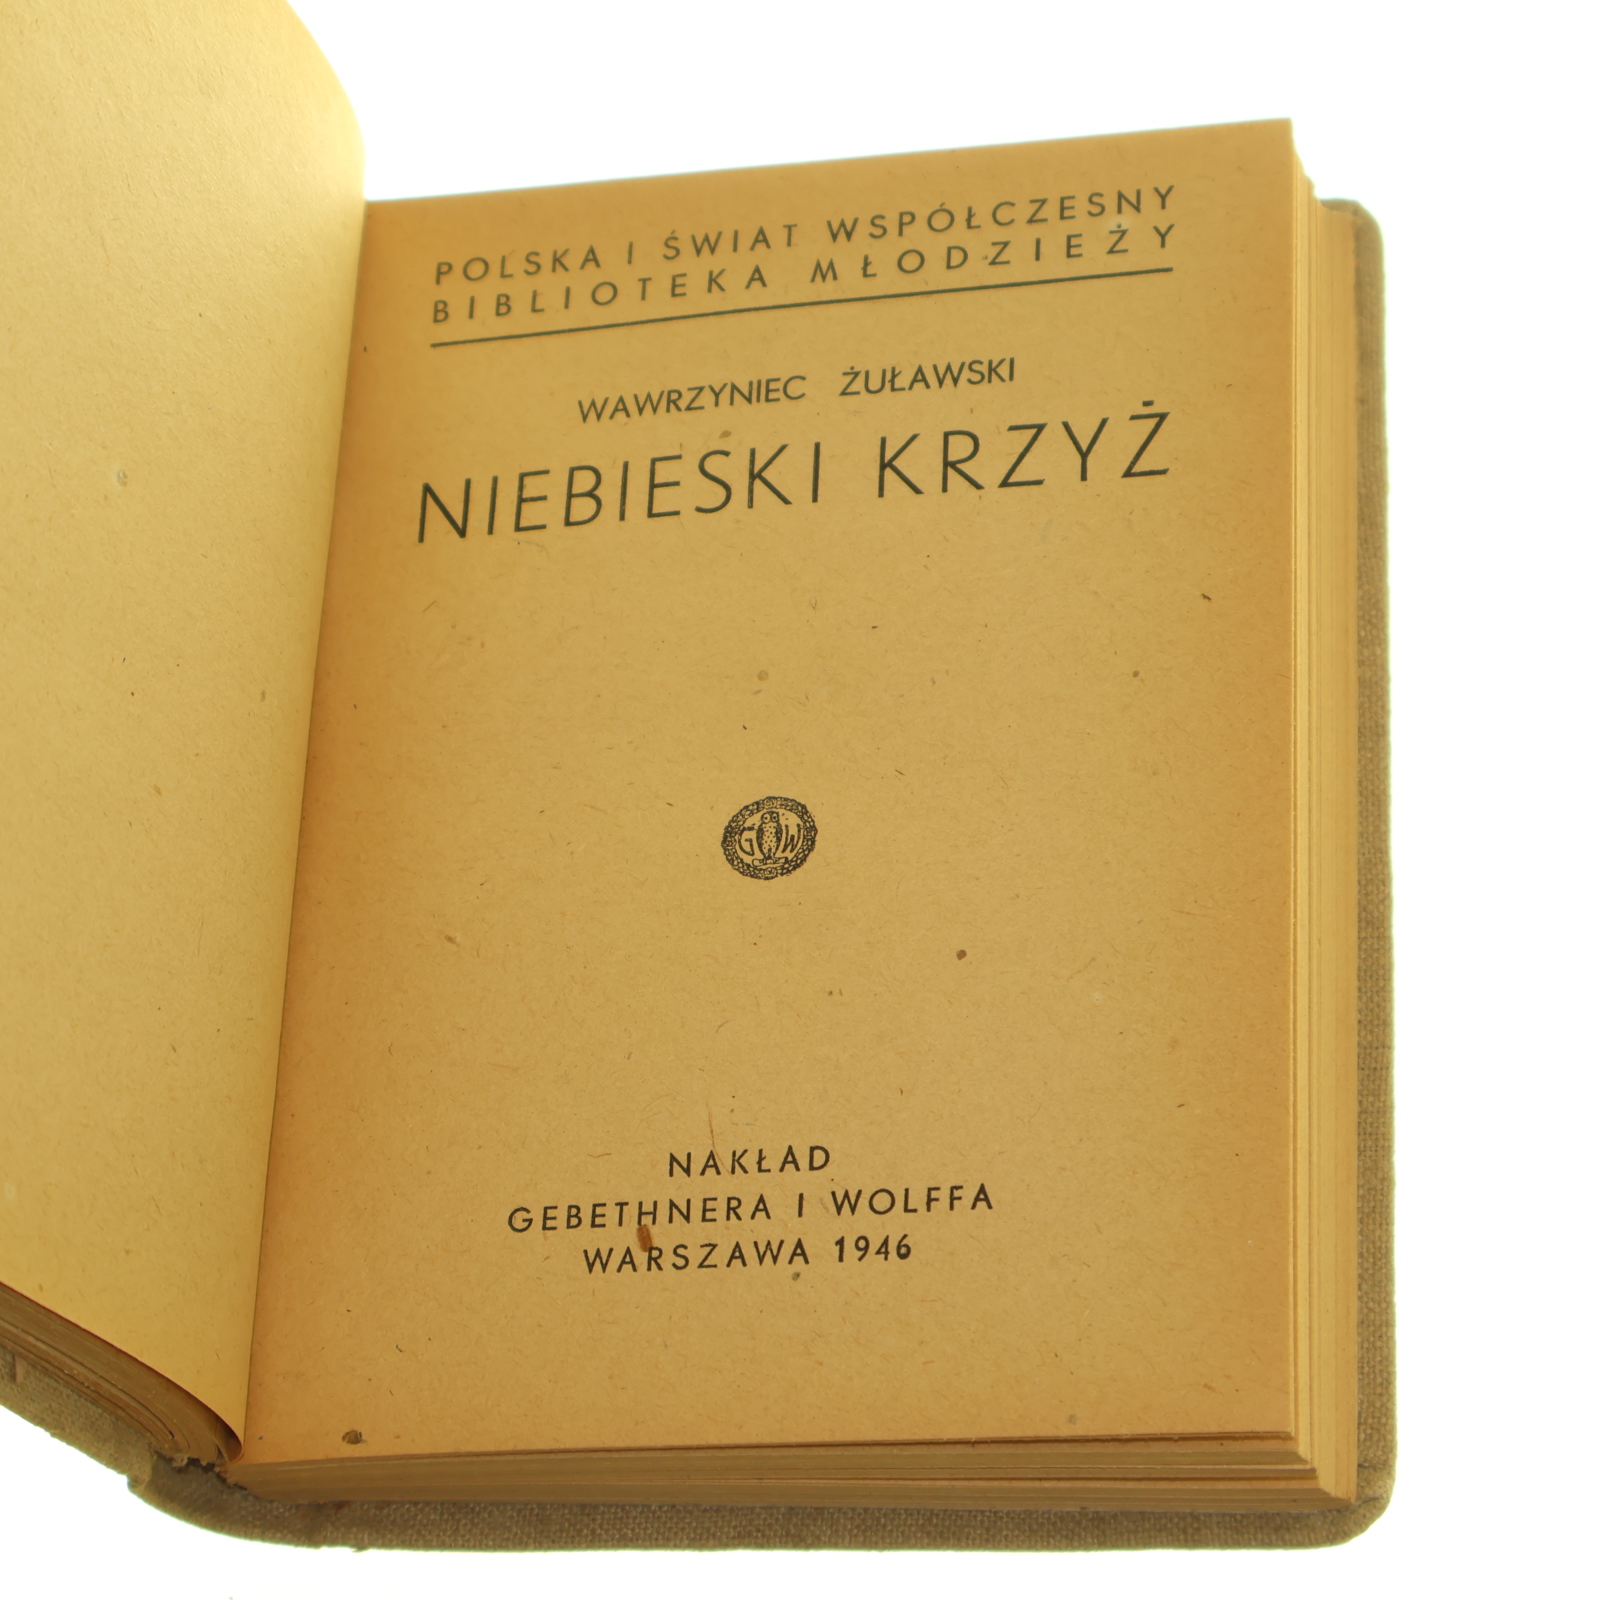 POLSKA I ŚWIAT WSPÓŁCZESNY
BIBLIOTEKA MŁODZIEŻY
WAWRZYNIEC ŻUŁAWSKI
NIEBIESKI KRZYŻ
G W
NAKŁAD
GEBETHNERA I WOLFFA
WARSZAWA 1946